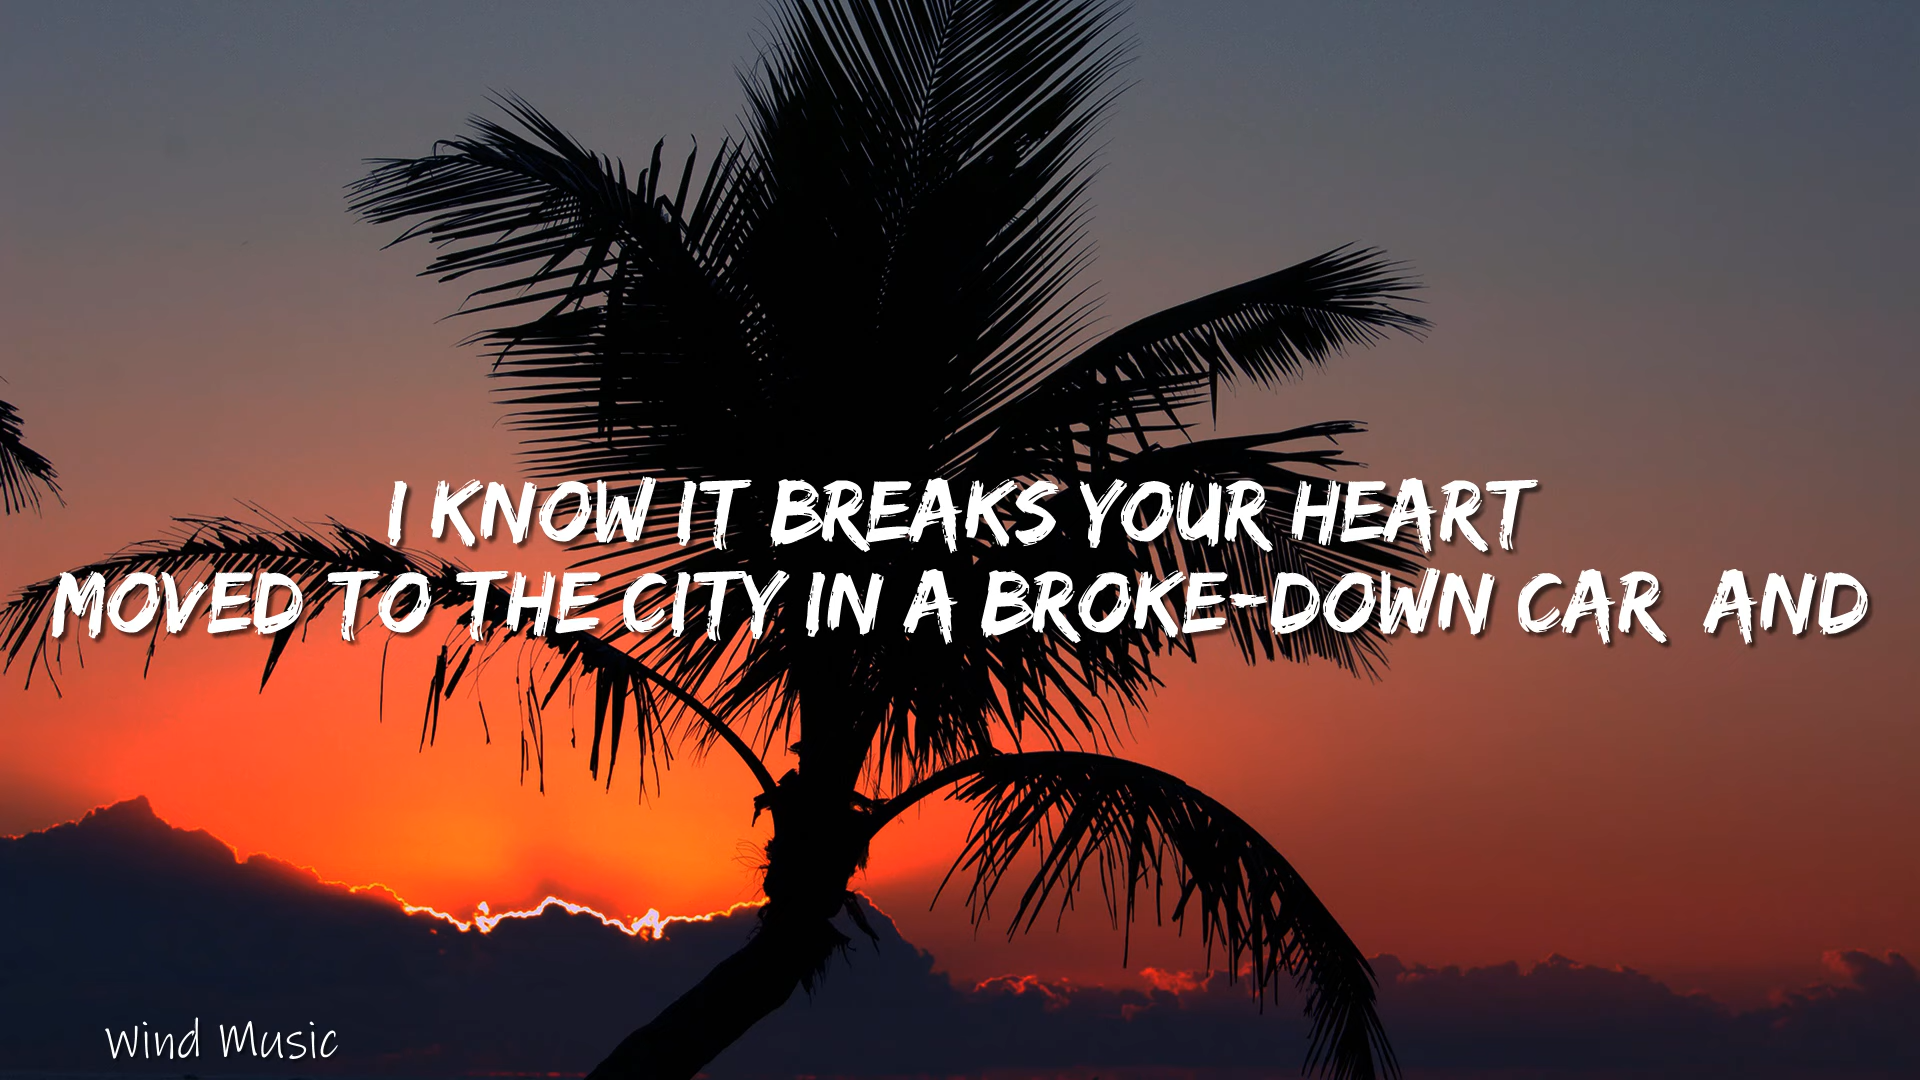 I KNOW IT BREAKS YOUR HEART
MOVED TO THE CITY IN A BROKE-DOWN CAR AND
Wind Music